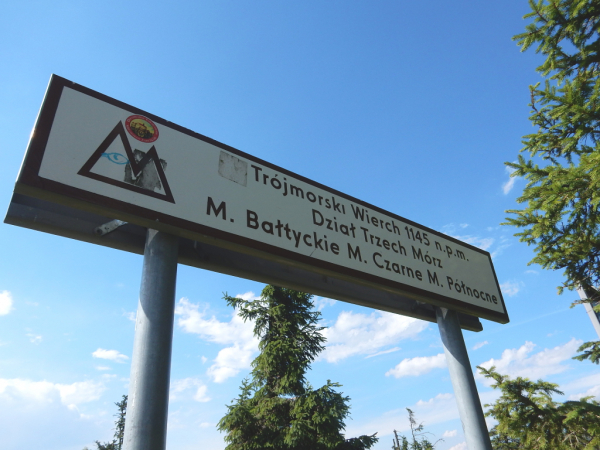 Trójmorski Wierch 1145 n.p.m.
Dział Trzech Mórz
M. Bałtyckie M. Czarne M. Północne